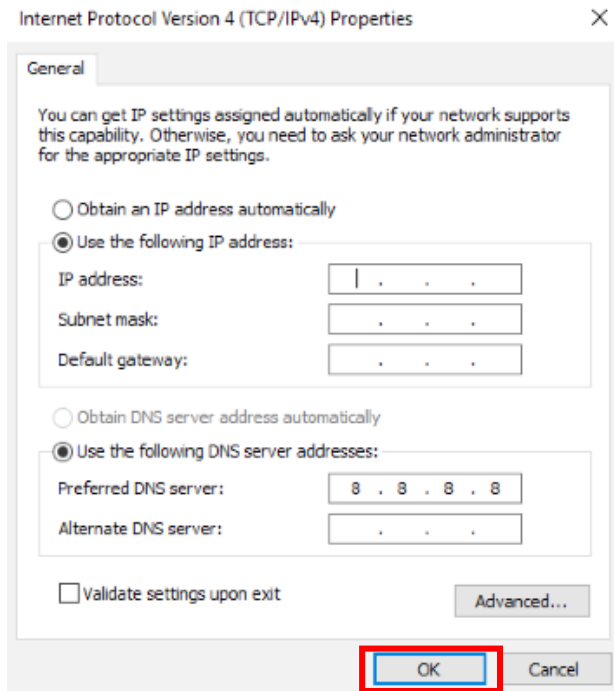 Internet Protocol Version 4 (TCP/IPv4) Properties
General
You can get IP settings assigned automatically if your network supports
this capability. Otherwise, you need to ask your network administrator
for the appropriate IP settings.
Obtain an IP address automatically
Use the following IP address:
IP address: . . .
Subnet mask: . . .
Default gateway: . . .
Obtain DNS server address automatically
Use the following DNS server addresses:
Preferred DNS server: 8 . 8 . 8 . 8
Alternate DNS server: . . .
Validate settings upon exit
Advanced...
OK Cancel